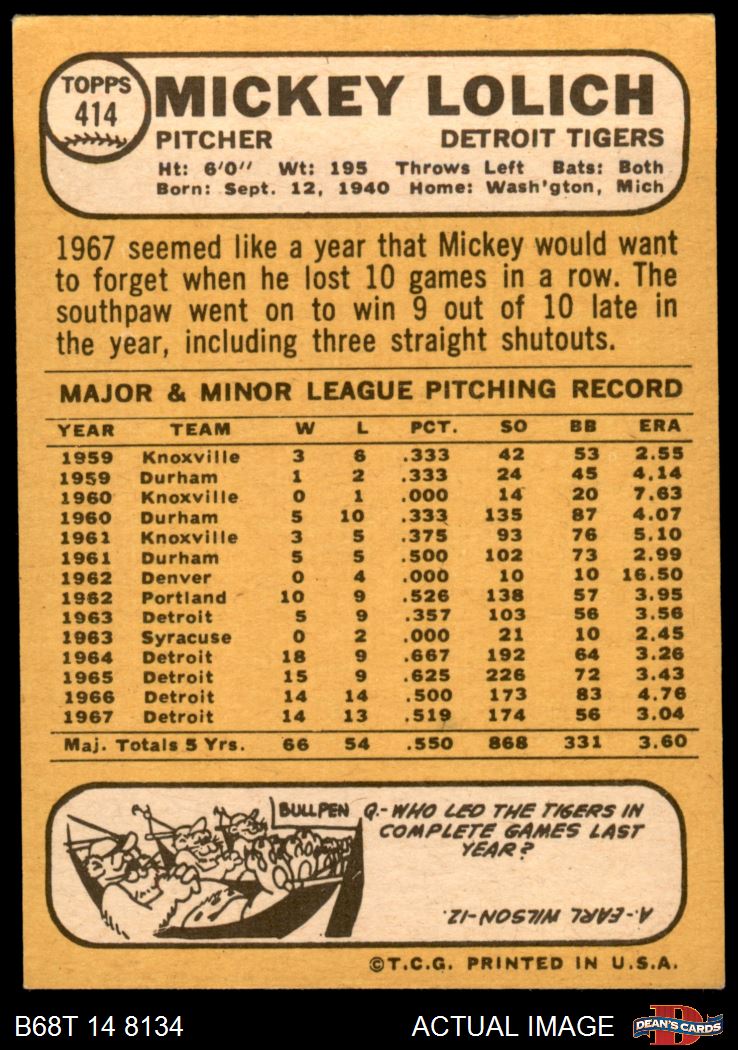 TOPPS
414
MICKEY LOLICH
PITCHER DETROIT TIGERS
Ht: 6'0" Wt: 195 Throws Left Bats: Both
Born: Sept. 12, 1940 Home: Wash'gton, Mich
1967 seemed like a year that Mickey would want
to forget when he lost 10 games in a row. The
southpaw went on to win 9 out of 10 late in
the year, including three straight shutouts.
MAJOR & MINOR LEAGUE PITCHING RECORD
YEAR TEAM W L PCT. SO BB ERA
1959 Knoxville 3 6 .333 42 53 2.55
1959 Durham 1 2 .333 24 45 4.14
1960 Knoxville 0 1 .000 14 20 7.63
1960 Durham 5 10 .333 135 87 4.07
1961 Knoxville 3 5 .375 93 76 5.10
1961 Durham 5 5 .500 102 73 2.99
1962 Denver 0 4 .000 10 10 16.50
1962 Portland 10 9 .526 138 57 3.95
1963 Detroit 5 9 .357 103 56 3.56
1963 Syracuse 0 2 .000 21 10 2.45
1964 Detroit 18 9 .667 192 64 3.26
1965 Detroit 15 9 .625 226 72 3.43
1966 Detroit 14 14 .500 173 83 4.76
1967 Detroit 14 13 .519 174 56 3.04
Maj. Totals 5 Yrs. 66 54 .550 868 331 3.60
BULLPEN
Q.-WHO LED THE TIGERS IN
COMPLETE GAMES LAST
YEAR?
A.-EARL WILSON-12.
©T.C.G. PRINTED IN U.S.A.
B68T 14 8134 ACTUAL IMAGE
D
DEAN'S CARDS